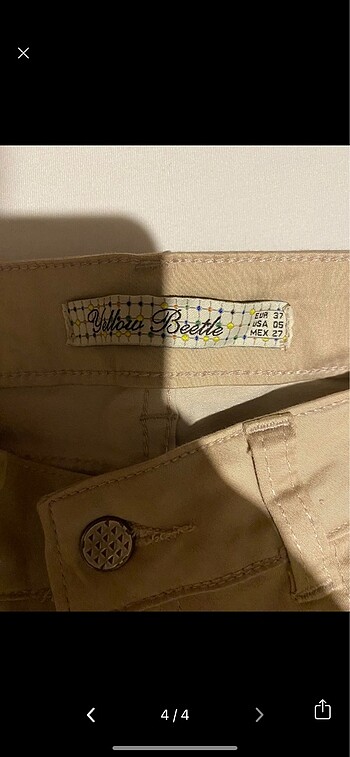 Yellow Beetle
EUR 37
USA 05
MEX 27
4/4